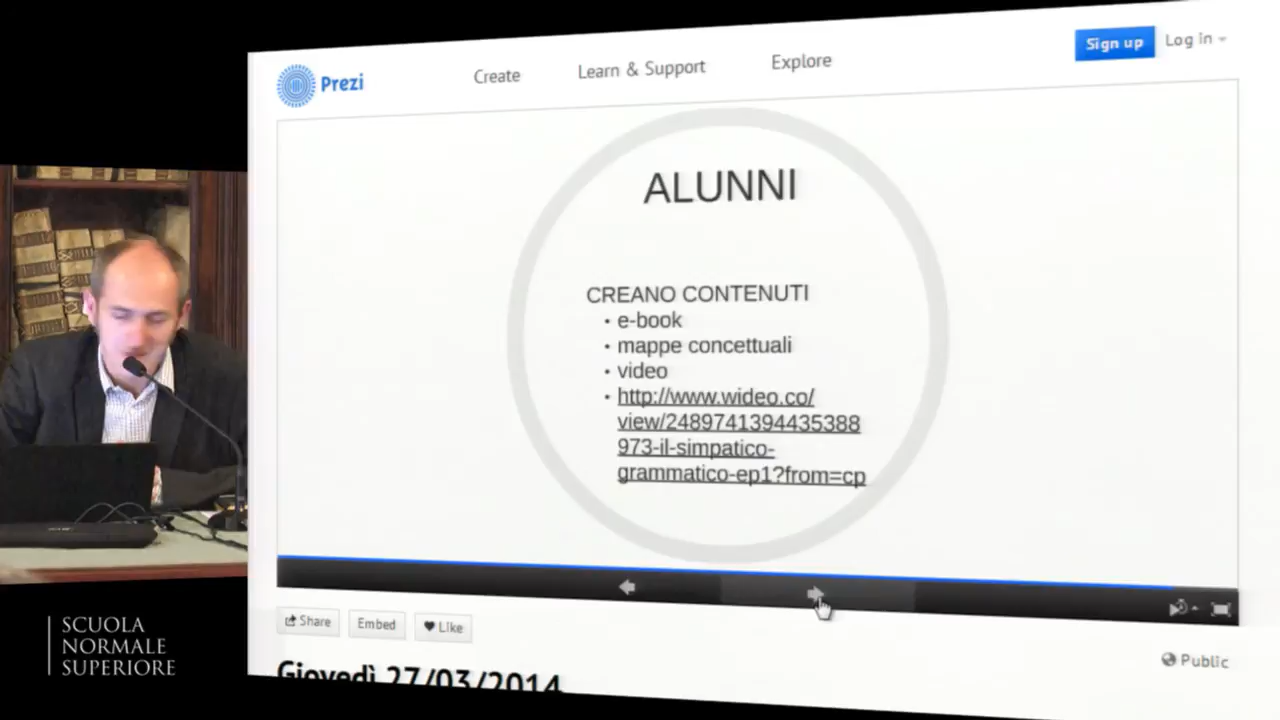 Prezi
Create
Learn & Support
Explore
Sign up
Log in
ALUNNI
CREANO CONTENUTI
• e-book
• mappe concettuali
• video
• http://www.wideo.co/
view/2489741394435388
973-il-simpatico-
grammatico-ep1?from=cp
Share
Embed
Like
Public
Giovedì 27/03/2014
SCUOLA
NORMALE
SUPERIORE